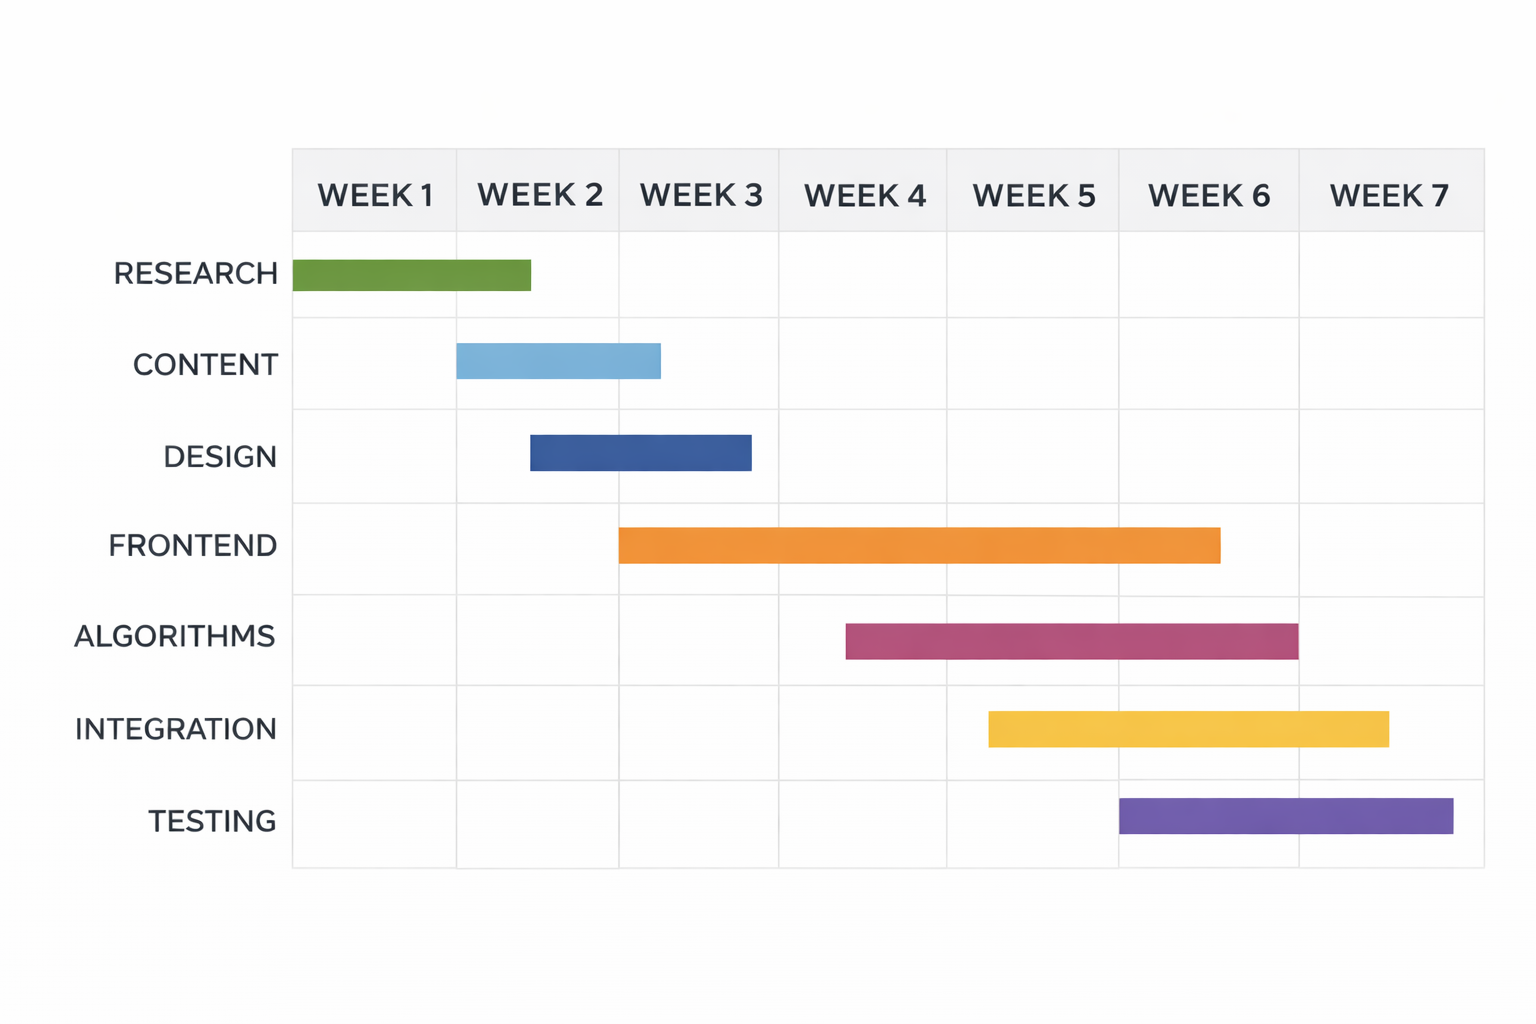 WEEK 1 WEEK 2 WEEK 3 WEEK 4 WEEK 5 WEEK 6 WEEK 7
RESEARCH
CONTENT
DESIGN
FRONTEND
ALGORITHMS
INTEGRATION
TESTING